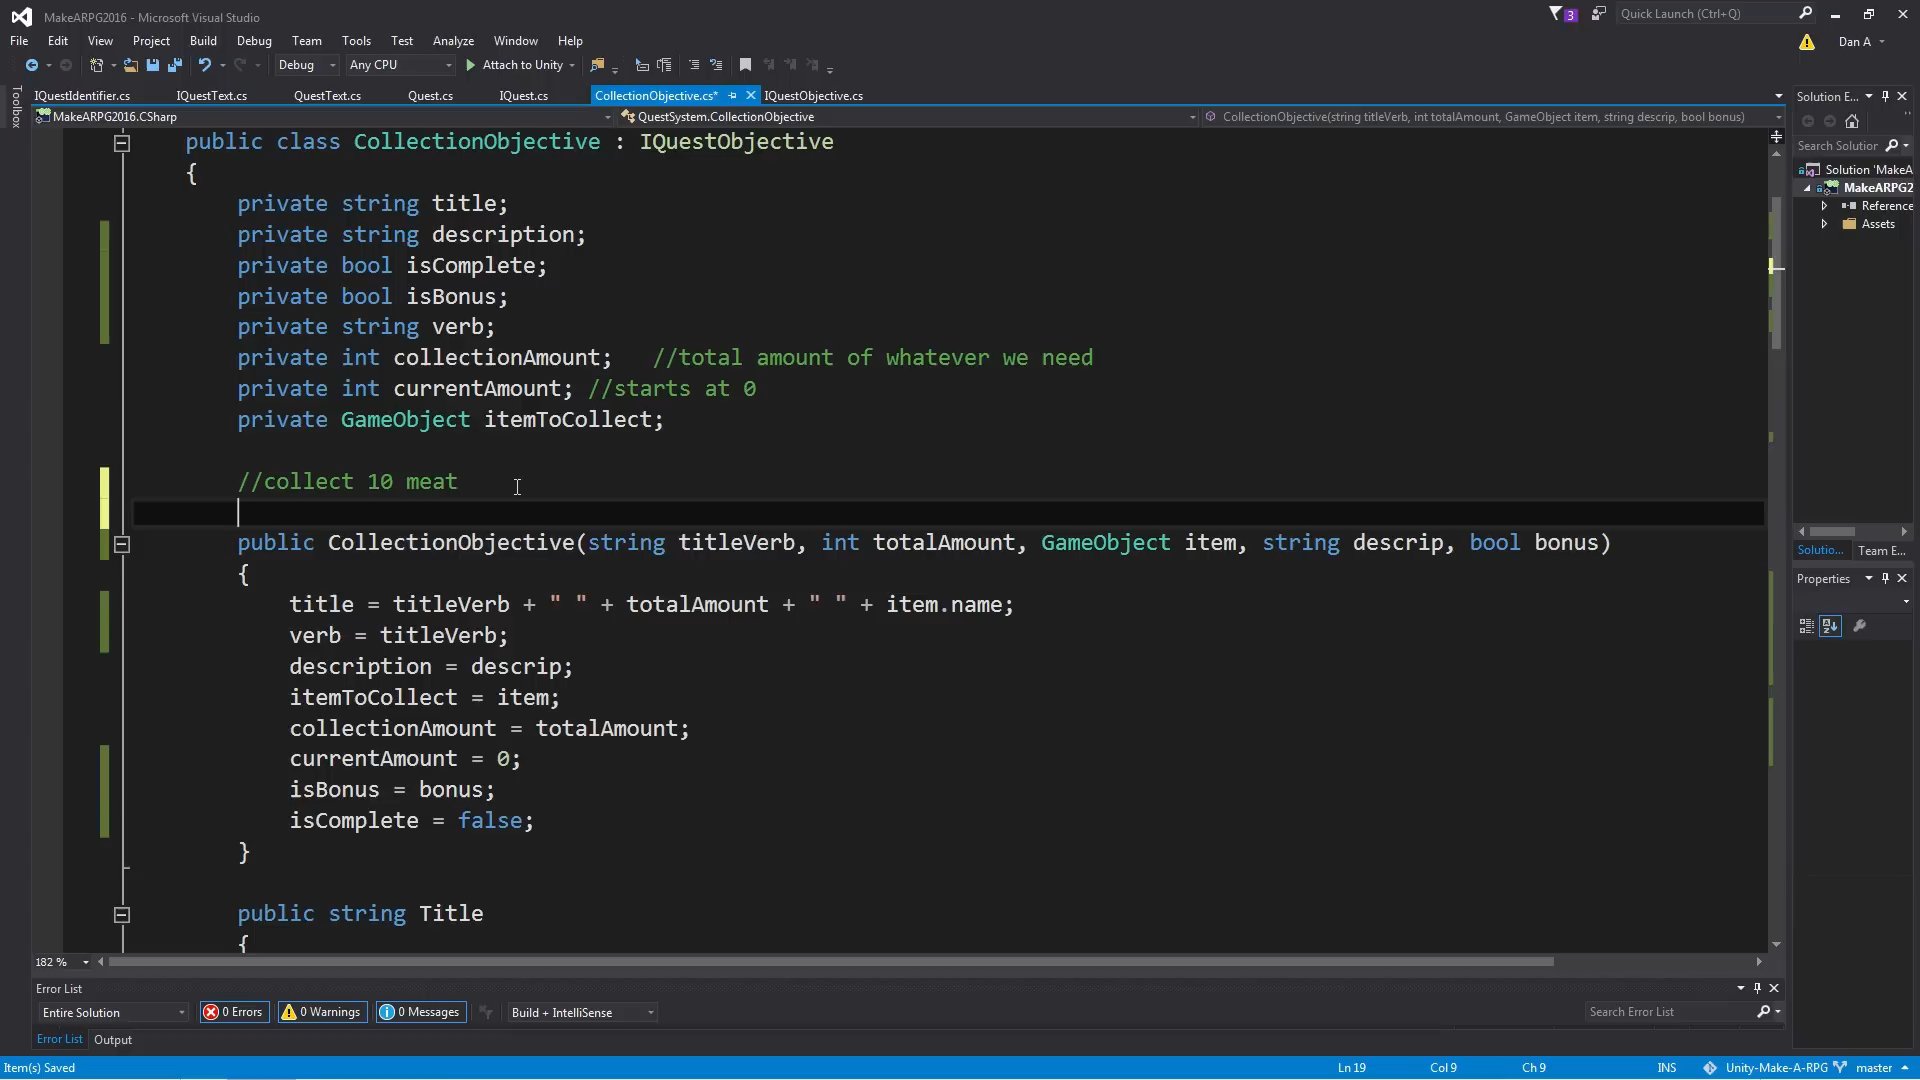 MakeARPG2016 - Microsoft Visual Studio
3
Quick Launch (Ctrl+Q)
File Edit View Project Build Debug Team Tools Test Analyze Window Help
Dan A
Debug Any CPU Attach to Unity
Toolbox
IQuestIdentifier.cs IQuestText.cs QuestText.cs Quest.cs IQuest.cs CollectionObjective.cs* IQuestObjective.cs
MakeARPG2016.CSharp QuestSystem.CollectionObjective CollectionObjective(string titleVerb, int totalAmount, GameObject item, string descrip, bool bonus)
public class CollectionObjective : IQuestObjective
{
private string title;
private string description;
private bool isComplete;
private bool isBonus;
private string verb;
private int collectionAmount; //total amount of whatever we need
private int currentAmount; //starts at 0
private GameObject itemToCollect;
//collect 10 meat
public CollectionObjective(string titleVerb, int totalAmount, GameObject item, string descrip, bool bonus)
{
title = titleVerb + " " + totalAmount + " " + item.name;
verb = titleVerb;
description = descrip;
itemToCollect = item;
collectionAmount = totalAmount;
currentAmount = 0;
isBonus = bonus;
isComplete = false;
}
public string Title
{
182 %
Solution E...
Search Solution
Solution 'MakeA
MakeARPG2
Reference
Assets
Solutio... Team E...
Properties
Error List
Entire Solution 0 Errors 0 Warnings 0 Messages Build + IntelliSense Search Error List
Error List Output
Item(s) Saved Ln 19 Col 9 Ch 9 INS Unity-Make-A-RPG master